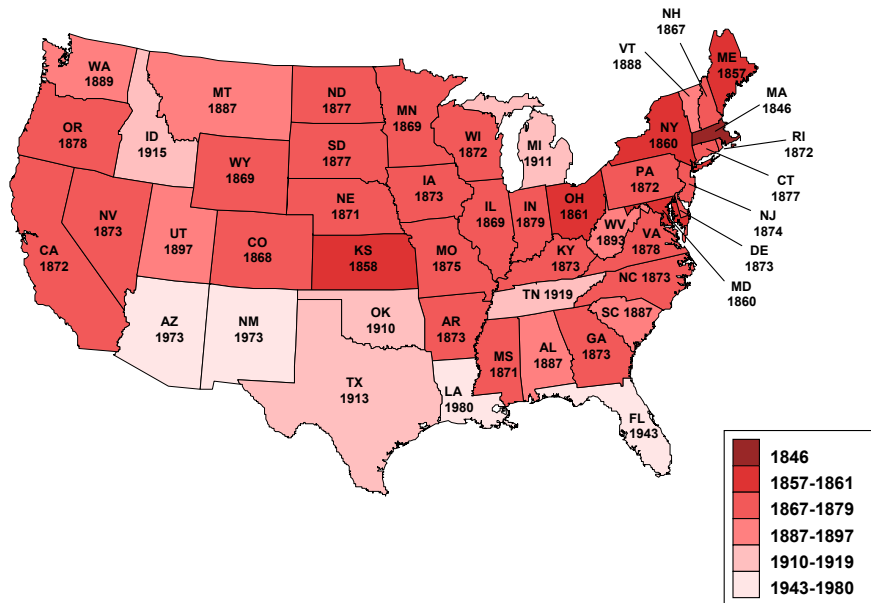 NH
1867
VT
1888
ME
1857
WA
1889
MT
1887
ND
1877
MN
1869
MA
1846
OR
1878
ID
1915
SD
1877
WI
1872
NY
1860
RI
1872
WY
1869
MI
1911
CT
1877
NE
1871
IA
1873
PA
1872
NJ
1874
NV
1873
IL
1869
IN
1879
OH
1861
WV
1893
DE
1873
CA
1872
UT
1897
CO
1868
KS
1858
MO
1875
KY
1873
VA
1878
MD
1860
NC 1873
TN 1919
AZ
1973
NM
1973
OK
1910
AR
1873
SC 1887
MS
1871
AL
1887
GA
1873
TX
1913
LA
1980
FL
1943
1846
1857-1861
1867-1879
1887-1897
1910-1919
1943-1980